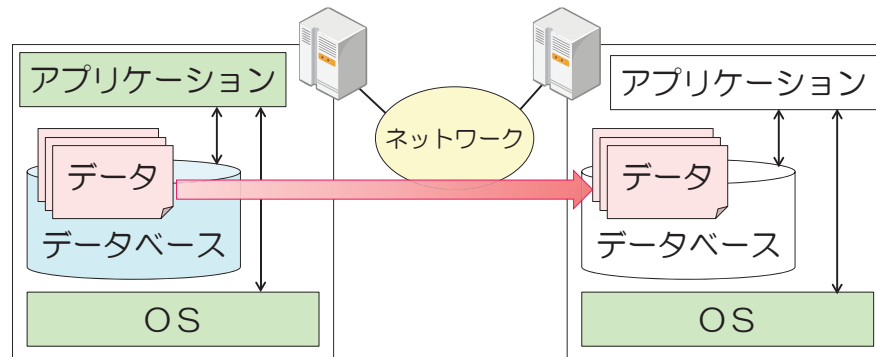 アプリケーション
データ
データベース
OS
ネットワーク
アプリケーション
データ
データベース
OS